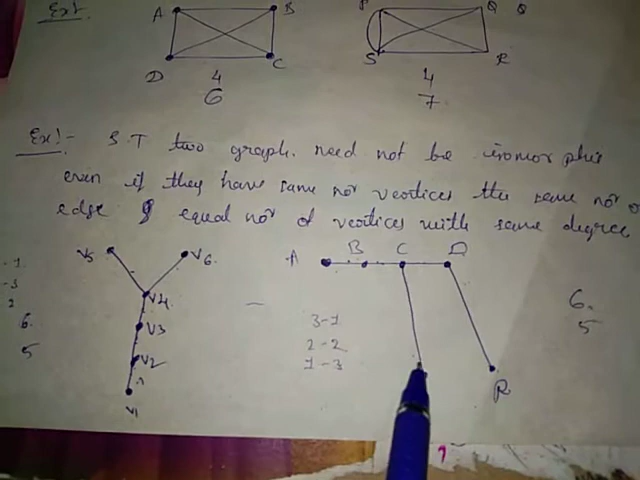 Ex!-
A B
D C
4
6
P Q Q
S R
4
7
Ex!- S.T two graph. need not be isomorphic
even if they have same no of vertices the same no of
edge & equal no of vertices with same degree
V5 V6
V4
V3
V2
V1
6
5
A B C D
R
3-1
2-2
1-3
6.
5